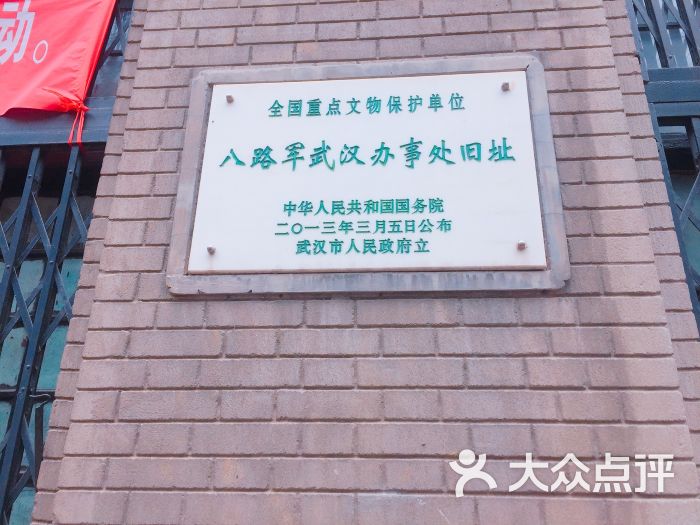 动。
全国重点文物保护单位
八路军武汉办事处旧址
中华人民共和国国务院
二〇一三年三月五日公布
武汉市人民政府立
大众点评